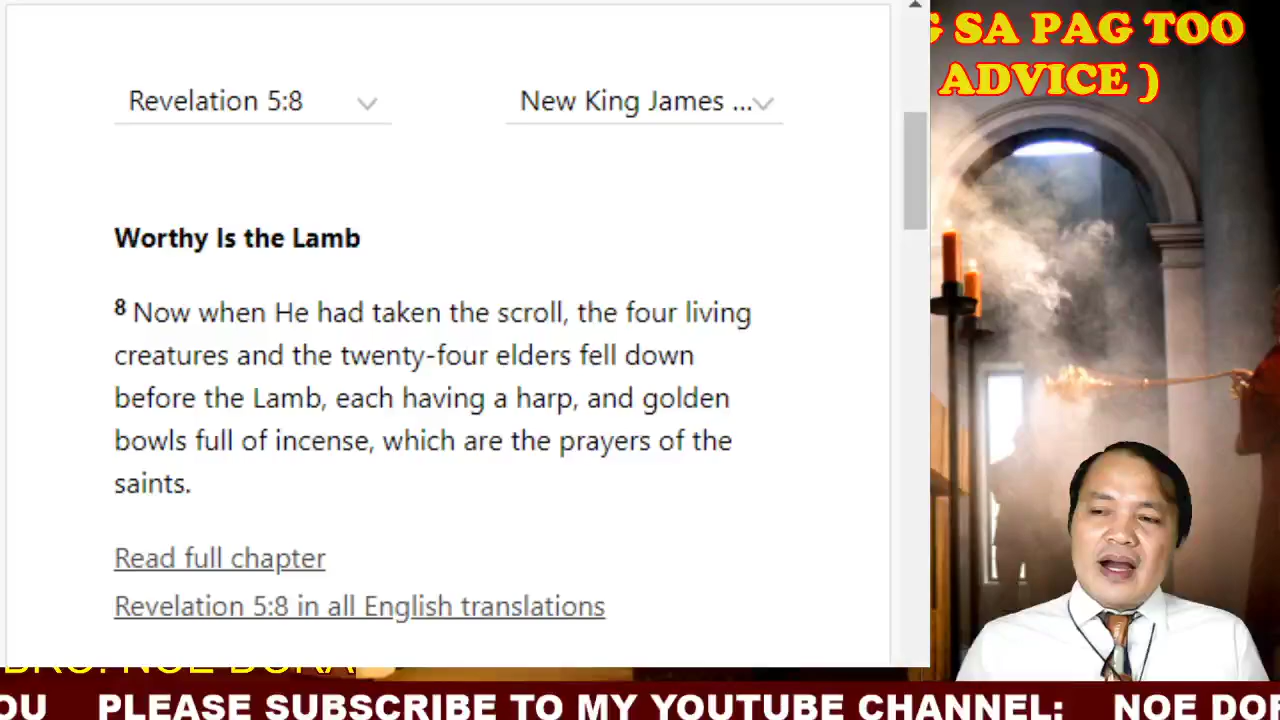 G SA PAG TOO
ADVICE )
Revelation 5:8
New King James ...
Worthy Is the Lamb
8 Now when He had taken the scroll, the four living
creatures and the twenty-four elders fell down
before the Lamb, each having a harp, and golden
bowls full of incense, which are the prayers of the
saints.
Read full chapter
Revelation 5:8 in all English translations
OU PLEASE SUBSCRIBE TO MY YOUTUBE CHANNEL: NOE DO